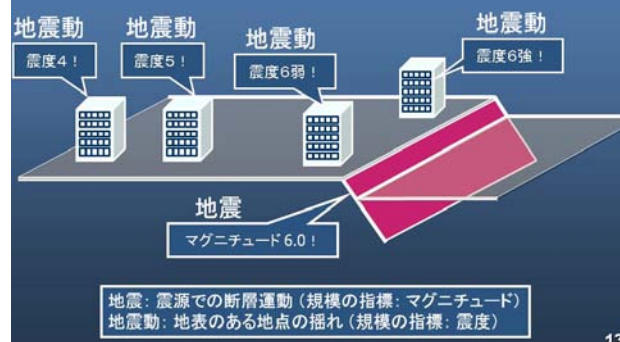 地震動
震度4！
地震動
震度5！
地震動
震度6弱！
地震動
震度6強！
地震
マグニチュード6.0！
地震：震源での断層運動（規模の指標：マグニチュード）
地震動：地表のある地点の揺れ（規模の指標：震度）